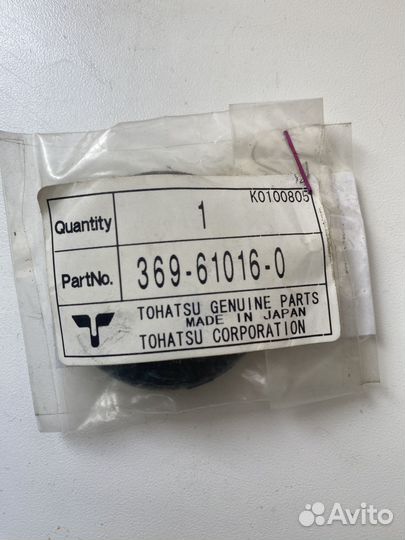 K0100805
Quantity 1
PartNo. 369-61016-0
TOHATSU GENUINE PARTS
MADE IN JAPAN
TOHATSU CORPORATION
Avito